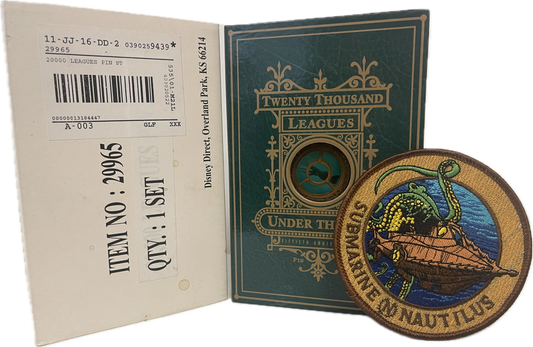 11-JJ-16-DD-2 0390259439*
29965
20000 LEAGUES PIN ST
A-003 GLF XXX
ITEM NO : 29965
QTY.: 1 SET
Disney Direct, Overland Park, KS 66214
TWENTY THOUSAND
LEAGUES
UNDER THE
SUBMARINE N NAUTILUS